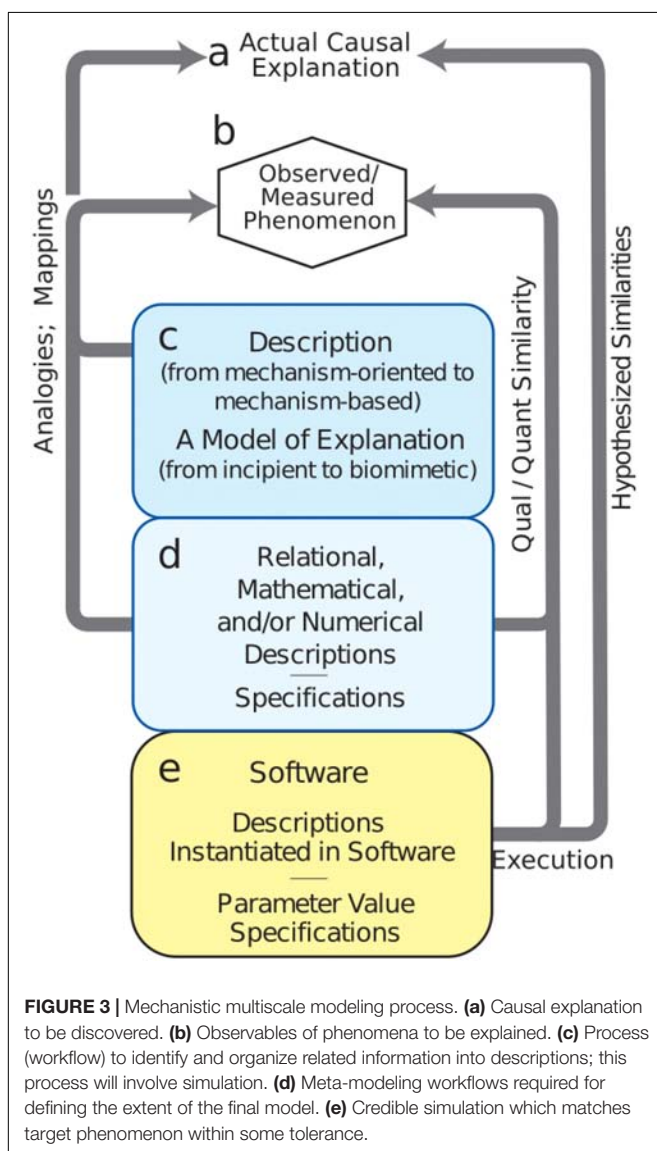 a Actual Causal
Explanation
b
Observed/
Measured
Phenomenon
Analogies; Mappings
Qual / Quant Similarity
Hypothesized Similarities
c Description
(from mechanism-oriented to
mechanism-based)
A Model of Explanation
(from incipient to biomimetic)
d Relational,
Mathematical,
and/or Numerical
Descriptions
Specifications
e Software
Descriptions
Instantiated in Software
Parameter Value
Specifications
Execution
FIGURE 3 | Mechanistic multiscale modeling process. (a) Causal explanation
to be discovered. (b) Observables of phenomena to be explained. (c) Process
(workflow) to identify and organize related information into descriptions; this
process will involve simulation. (d) Meta-modeling workflows required for
defining the extent of the final model. (e) Credible simulation which matches
target phenomenon within some tolerance.